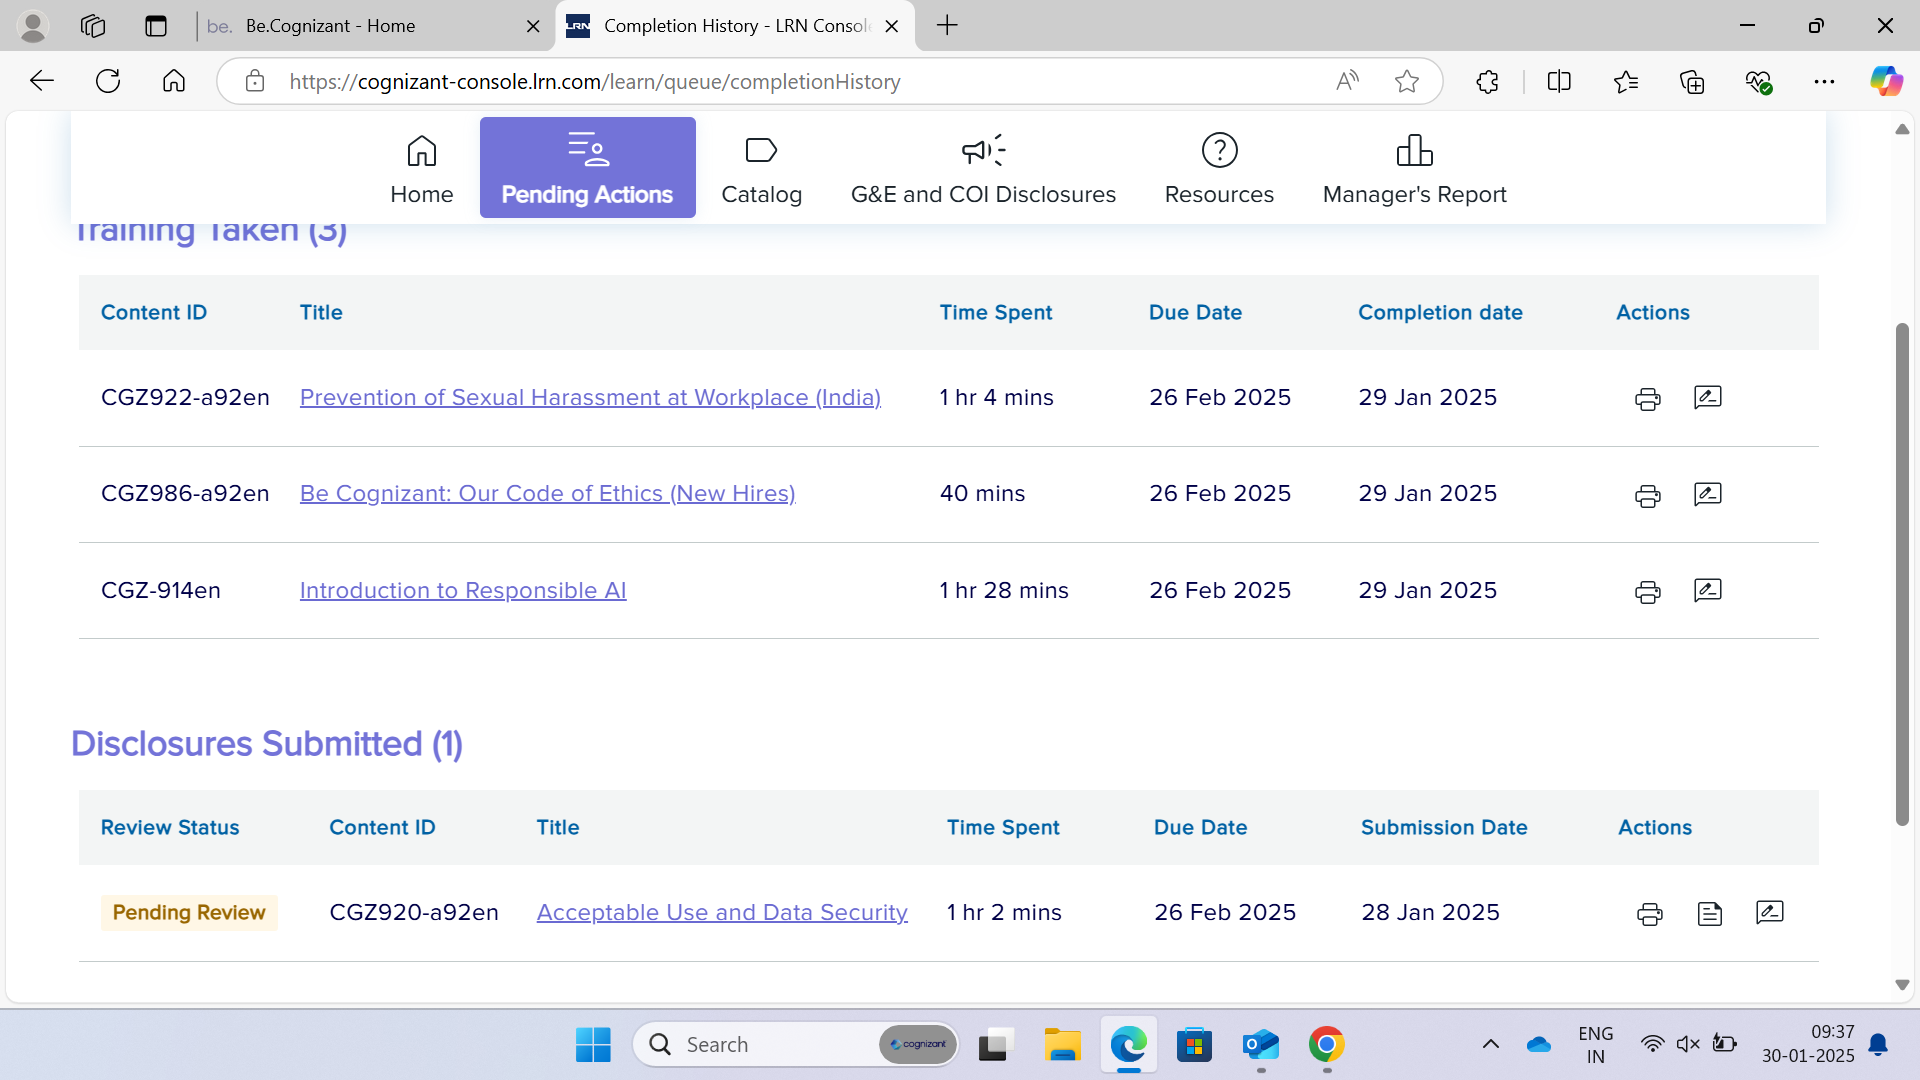 be. Be.Cognizant - Home
LRN Completion History - LRN Consol
https://cognizant-console.lrn.com/learn/queue/completionHistory
Home
Pending Actions
Catalog
G&E and COI Disclosures
Resources
Manager's Report
Training Taken (3)
Content ID Title Time Spent Due Date Completion date Actions
CGZ922-a92en Prevention of Sexual Harassment at Workplace (India) 1 hr 4 mins 26 Feb 2025 29 Jan 2025
CGZ986-a92en Be Cognizant: Our Code of Ethics (New Hires) 40 mins 26 Feb 2025 29 Jan 2025
CGZ-914en Introduction to Responsible AI 1 hr 28 mins 26 Feb 2025 29 Jan 2025
Disclosures Submitted (1)
Review Status Content ID Title Time Spent Due Date Submission Date Actions
Pending Review CGZ920-a92en Acceptable Use and Data Security 1 hr 2 mins 26 Feb 2025 28 Jan 2025
Search cognizant
ENG
IN
09:37
30-01-2025